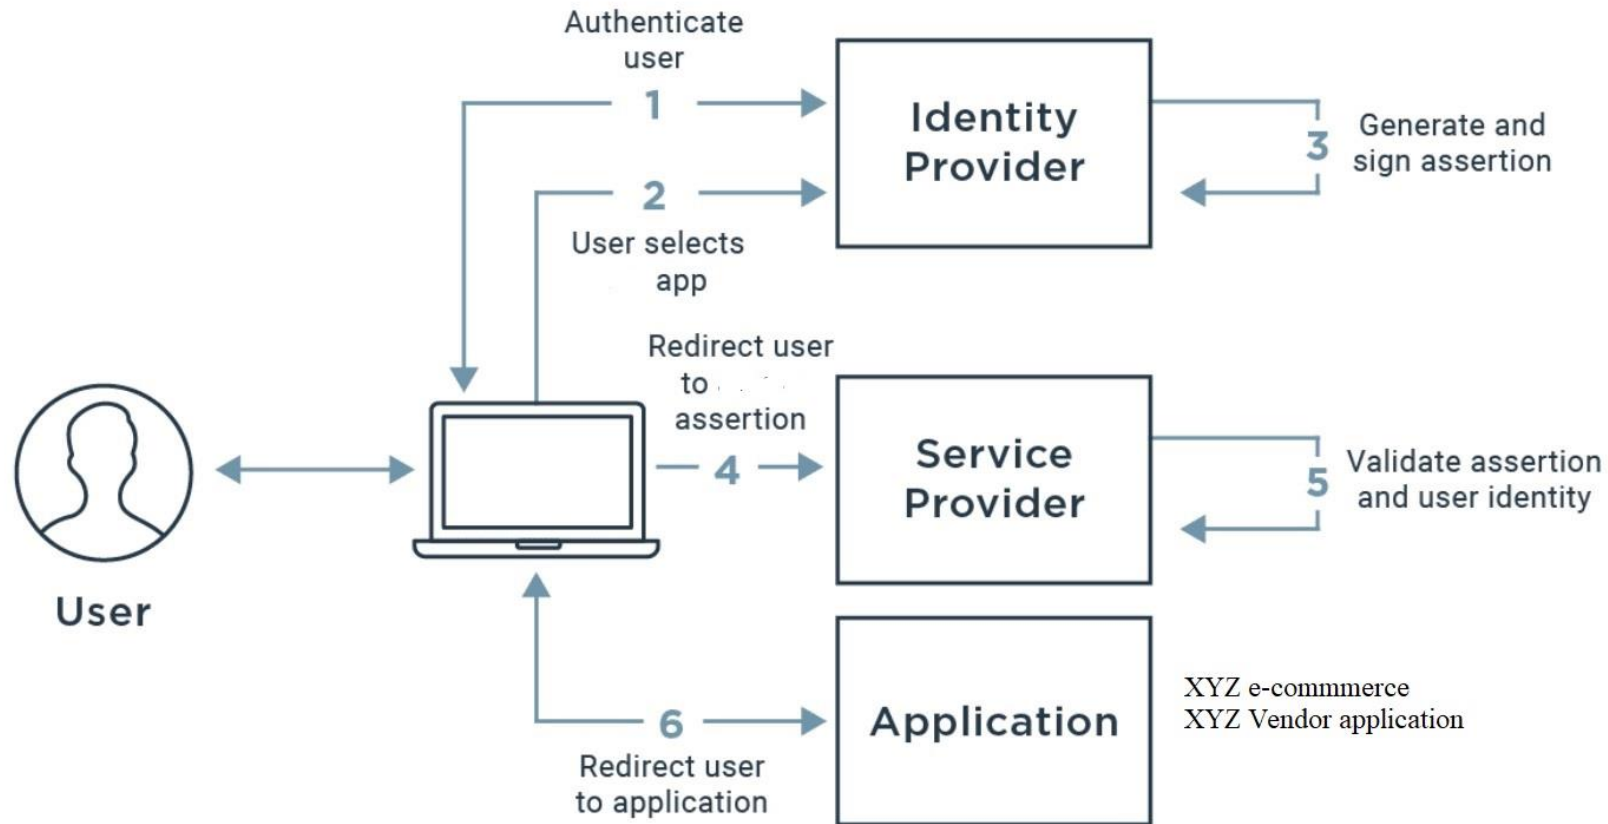 Authenticate
user
1
Identity
Provider
3
Generate and
sign assertion
2
User selects
app
Redirect user
to
assertion
4
Service
Provider
5
Validate assertion
and user identity
User
6
Redirect user
to application
Application
XYZ e-commmerce
XYZ Vendor application